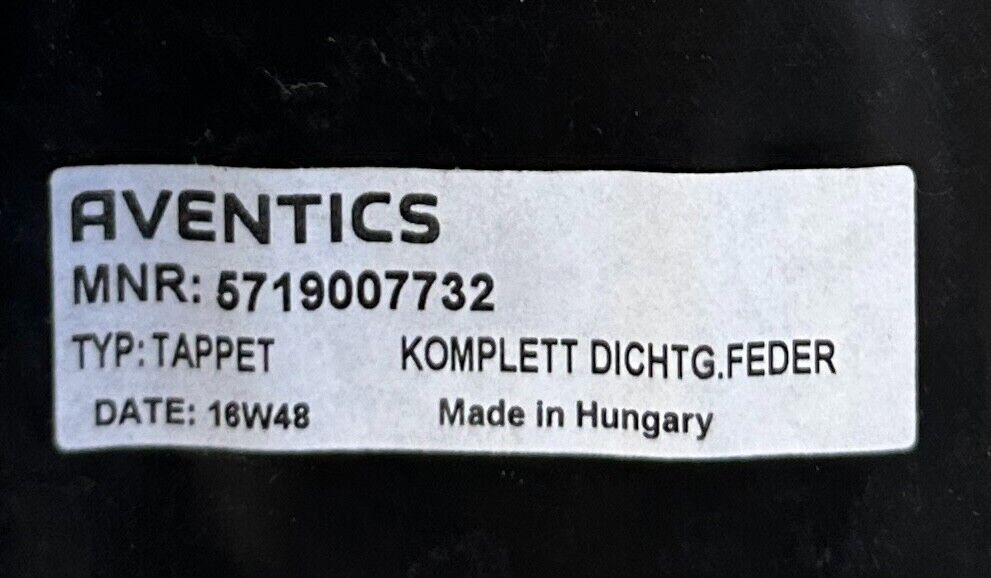 AVENTICS
MNR: 5719007732
TYP: TAPPET KOMPLETT DICHTG.FEDER
DATE: 16W48 Made in Hungary